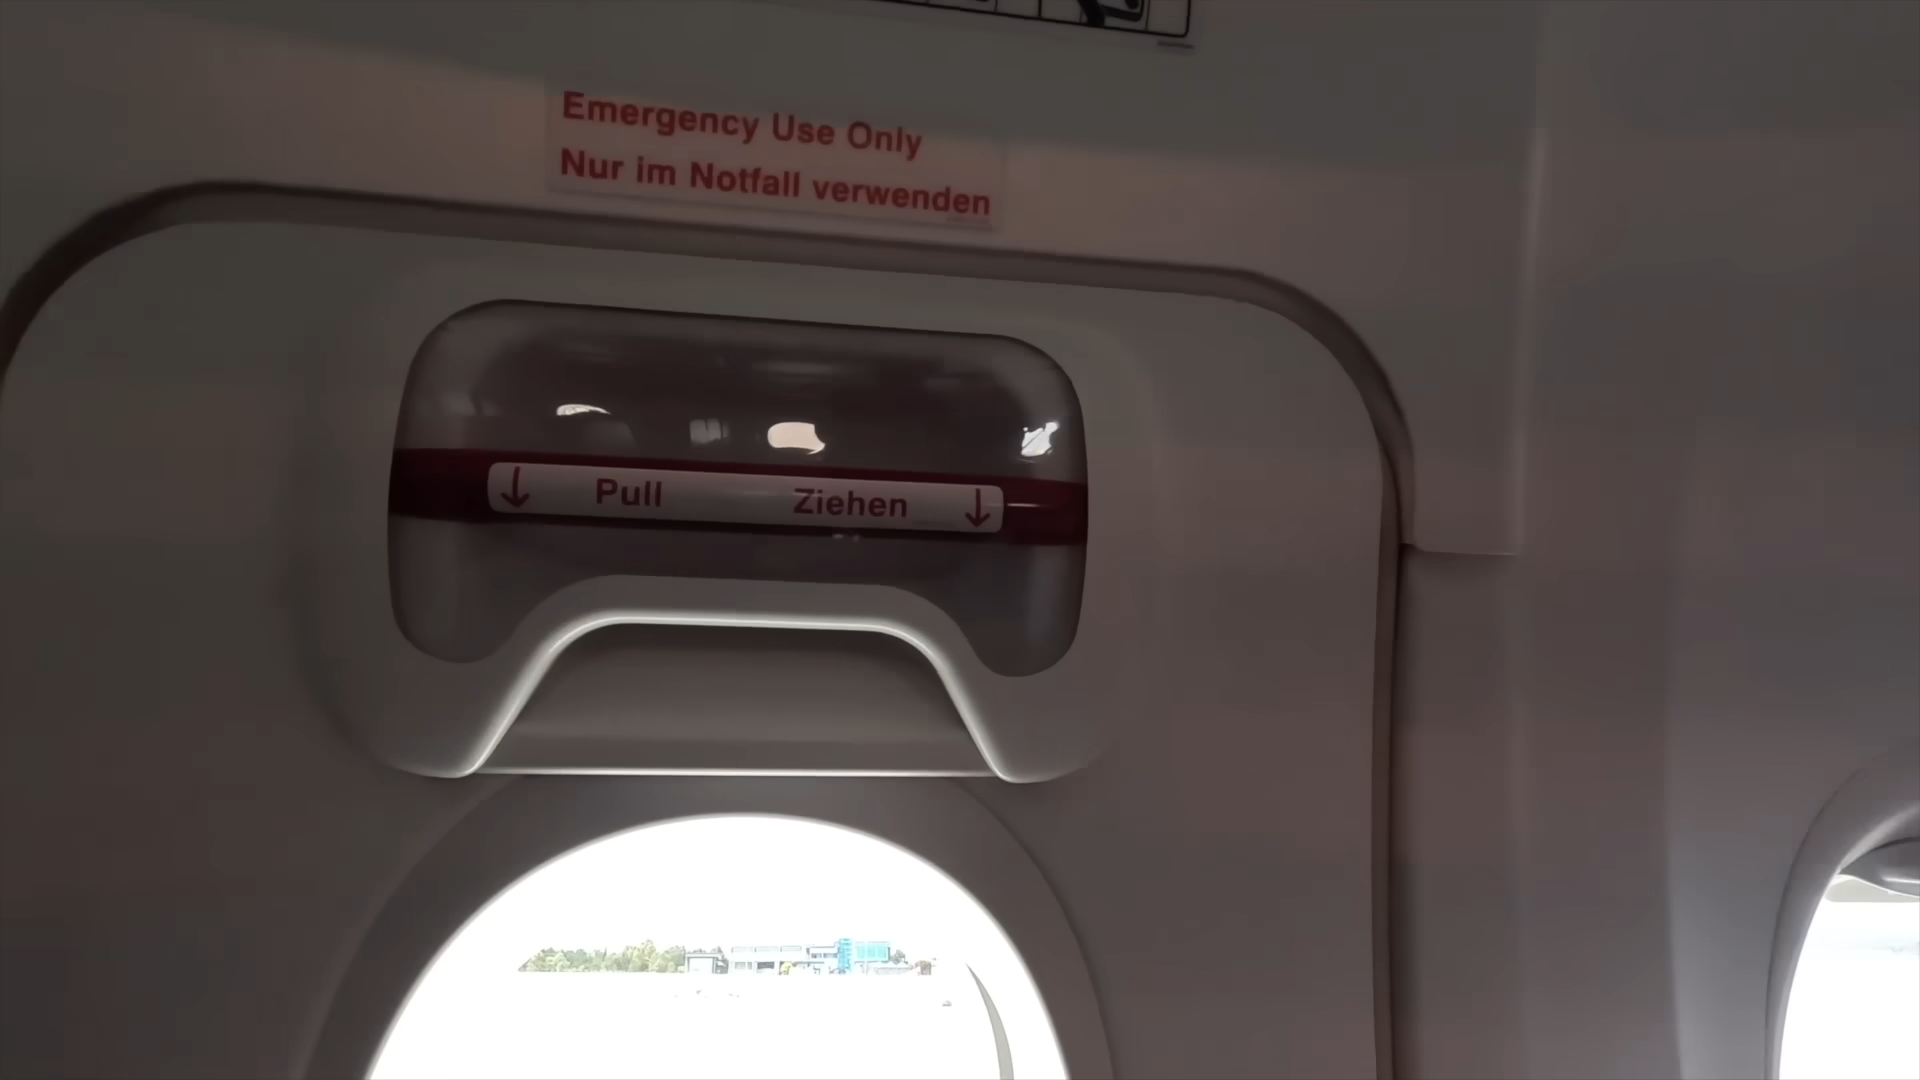 Emergency Use Only
Nur im Notfall verwenden
↓ Pull Ziehen ↓